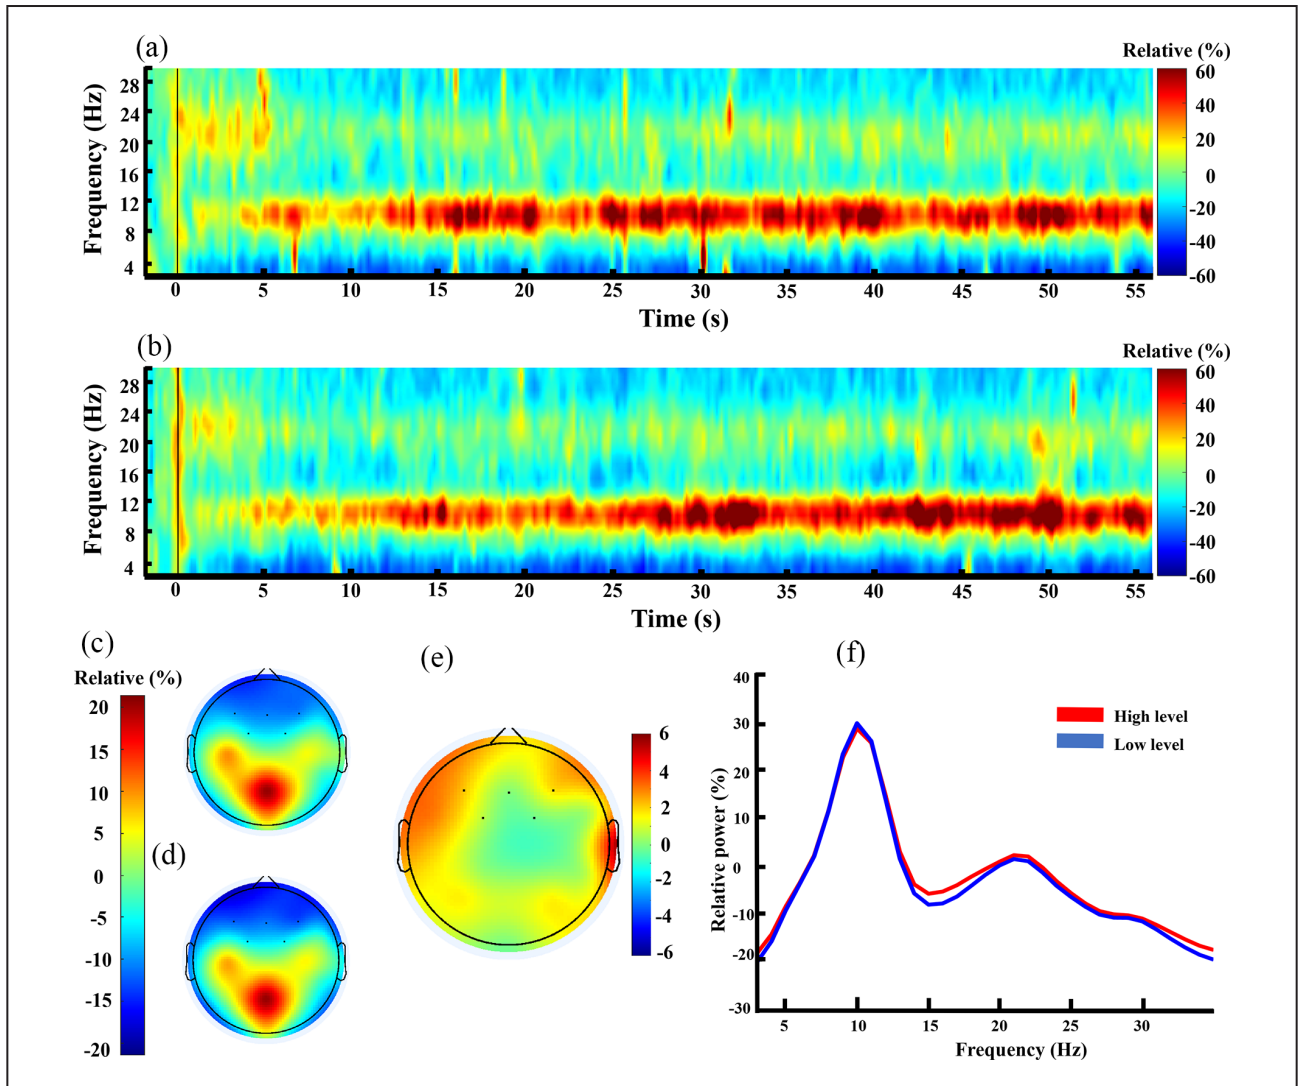 (a)
Relative (%)
Frequency (Hz)
28
24
20
16
12
8
4
60
40
20
0
-20
-40
-60
0 5 10 15 20 25 30 35 40 45 50 55
Time (s)
(b)
Relative (%)
Frequency (Hz)
28
24
20
16
12
8
4
60
40
20
0
-20
-40
-60
0 5 10 15 20 25 30 35 40 45 50 55
Time (s)
(c)
Relative (%)
20
15
10
5
0
-5
-10
-15
-20
(d)
(e)
6
4
2
0
-2
-4
-6
(f)
Relative power (%)
40
30
20
10
0
-10
-20
-30
High level
Low level
5 10 15 20 25 30
Frequency (Hz)